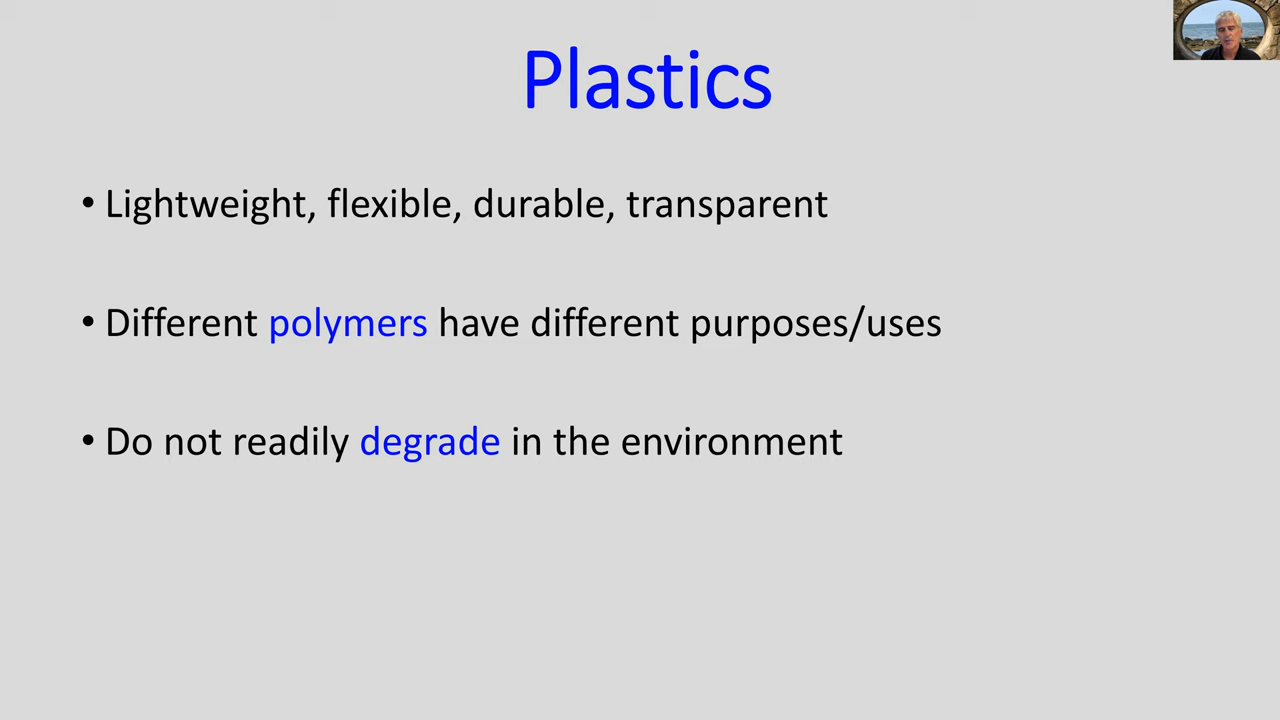 Plastics
• Lightweight, flexible, durable, transparent
• Different polymers have different purposes/uses
• Do not readily degrade in the environment